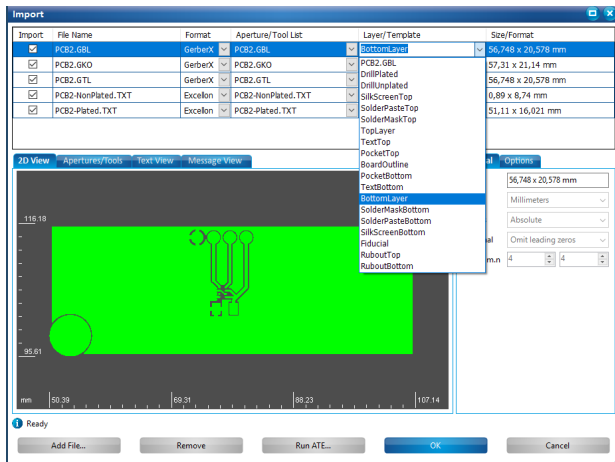 Import
Import File Name Format Aperture/Tool List Layer/Template Size/Format
PCB2.GBL GerberX PCB2.GBL BottomLayer 56,748 x 20,578 mm
PCB2.GKO GerberX PCB2.GKO 57,31 x 21,14 mm
PCB2.GTL GerberX PCB2.GTL 56,748 x 20,578 mm
PCB2-NonPlated.TXT Excellon PCB2-NonPlated.TXT 0,89 x 8,74 mm
PCB2-Plated.TXT Excellon PCB2-Plated.TXT 51,11 x 16,021 mm
PCB2.GBL
DrillPlated
DrillUnplated
SilkScreenTop
SolderPasteTop
SolderMaskTop
TopLayer
TextTop
PocketTop
BoardOutline
PocketBottom
TextBottom
BottomLayer
SolderMaskBottom
SolderPasteBottom
SilkScreenBottom
Fiducial
RuboutTop
RuboutBottom
2D View Apertures/Tools Text View Message View al Options
56,748 x 20,578 mm
Millimeters
Absolute
al Omit leading zeros
m.n 4 4
116.18
95.61
mm 50.39 69.31 88.23 107.14
Ready
Add File... Remove Run ATE... OK Cancel